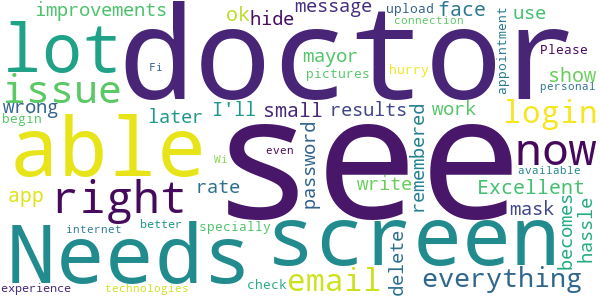 improvements
ok
hide
message
upload
face
use
connection
lot
doctor
appointment
Please
issue
Fi
mayor
show
pictures
hurry
personal
wrong
later
I'll
small
results
work
login
begin
able
see
now
remembered
password
Wi
even
available
right
app
rate
write
Excellent
mask
becomes
hassle
Needs
screen
specially
better
internet
delete
everything
email
check
experience
technologies